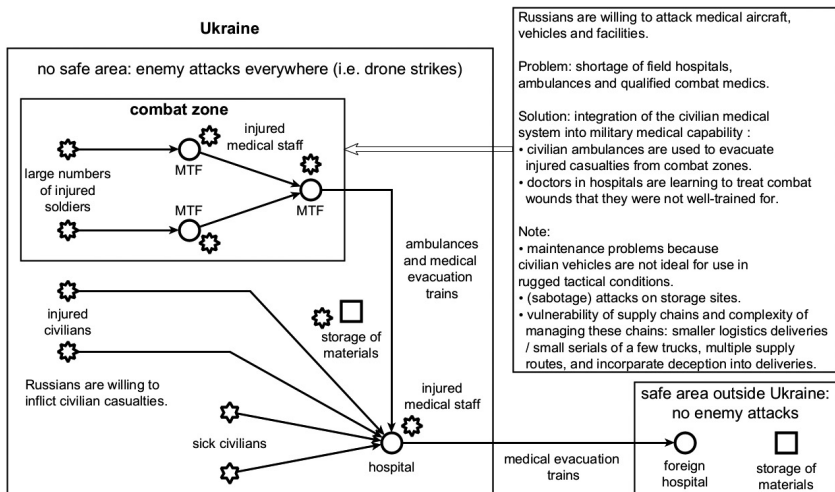 Ukraine
no safe area: enemy attacks everywhere (i.e. drone strikes)
combat zone
injured
medical staff
MTF
large numbers
of injured
soldiers
MTF
MTF
ambulances
and medical
evacuation
trains
injured
civilians
storage of
materials
Russians are willing to
inflict civilian casualties.
injured
medical staff
sick civilians
hospital
Russians are willing to attack medical aircraft,
vehicles and facilities.
Problem: shortage of field hospitals,
ambulances and qualified combat medics.
Solution: integration of the civilian medical
system into military medical capability :
• civilian ambulances are used to evacuate
injured casualties from combat zones.
• doctors in hospitals are learning to treat combat
wounds that they were not well-trained for.
Note:
• maintenance problems because
civilian vehicles are not ideal for use in
rugged tactical conditions.
• (sabotage) attacks on storage sites.
• vulnerability of supply chains and complexity of
managing these chains: smaller logistics deliveries
/ small serials of a few trucks, multiple supply
routes, and incorparate deception into deliveries.
safe area outside Ukraine:
no enemy attacks
medical evacuation
trains
foreign
hospital
storage of
materials